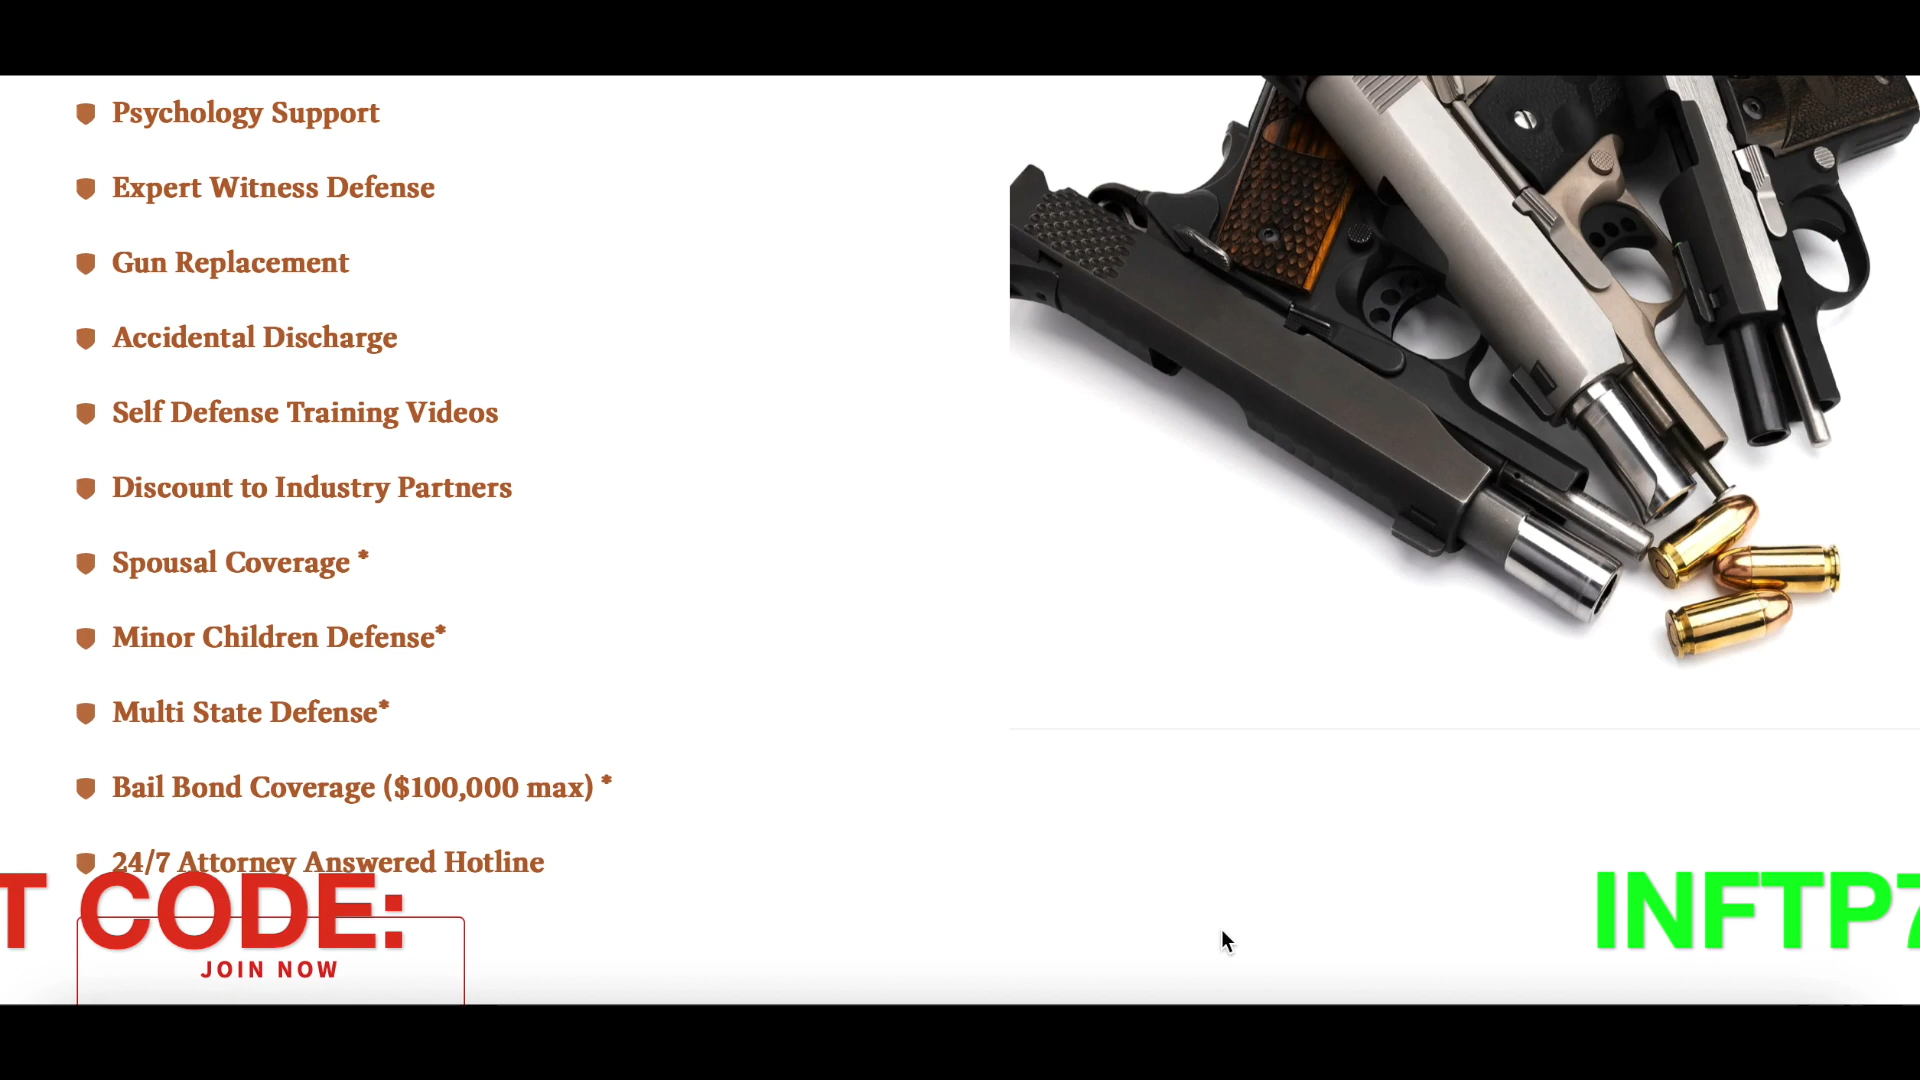 Psychology Support
Expert Witness Defense
Gun Replacement
Accidental Discharge
Self Defense Training Videos
Discount to Industry Partners
Spousal Coverage *
Minor Children Defense*
Multi State Defense*
Bail Bond Coverage ($100,000 max) *
24/7 Attorney Answered Hotline
T CODE: INFTP7
JOIN NOW